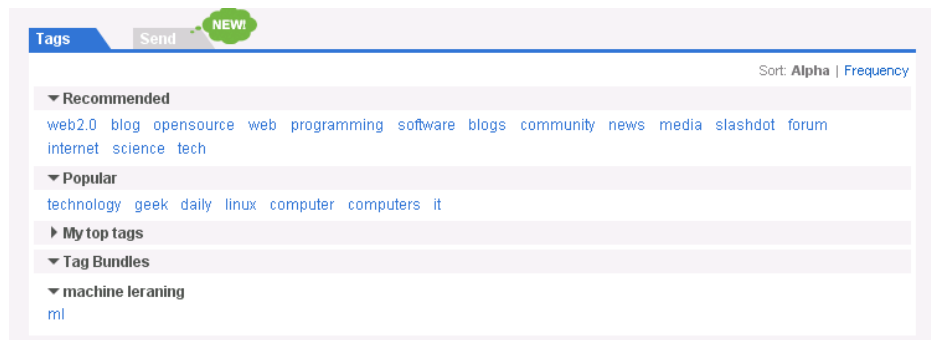 Tags Send NEW!
Sort: Alpha | Frequency
Recommended
web2.0 blog opensource web programming software blogs community news media slashdot forum
internet science tech
Popular
technology geek daily linux computer computers it
My top tags
Tag Bundles
machine leraning
ml